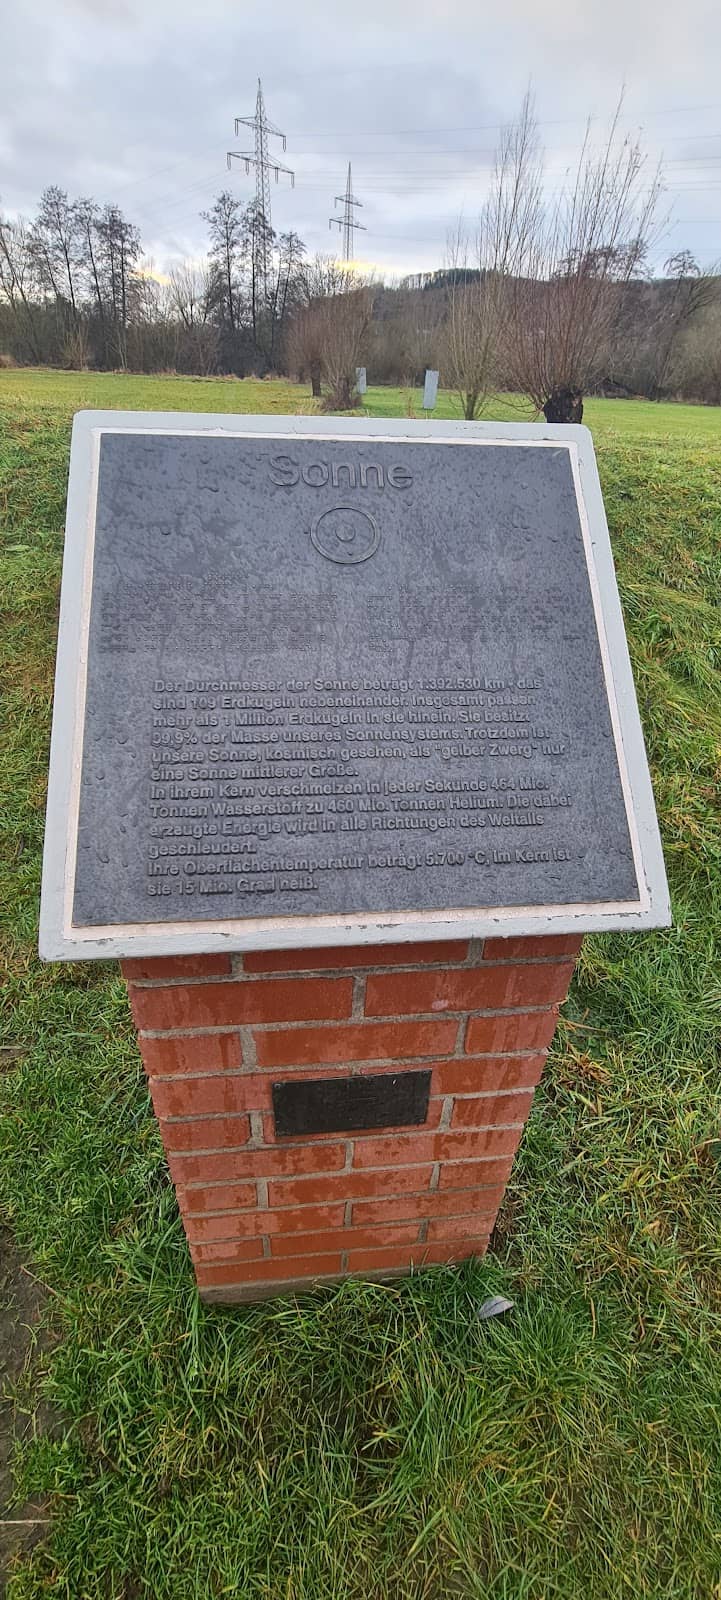 Sonne
Der Durchmesser der Sonne beträgt 1.392.530 km - das
sind 109 Erdkugeln nebeneinander. Insgesamt passen
mehr als 1 Million Erdkugeln in sie hinein. Sie besitzt
99,9% der Masse unseres Sonnensystems. Trotzdem ist
unsere Sonne, kosmisch gesehen, als "gelber Zwerg" nur
eine Sonne mittlerer Größe.
In ihrem Kern verschmelzen in jeder Sekunde 464 Mio.
Tonnen Wasserstoff zu 460 Mio. Tonnen Helium. Die dabei
erzeugte Energie wird in alle Richtungen des Weltalls
geschleudert.
Ihre Oberflächentemperatur beträgt 5.700 °C, im Kern ist
sie 15 Mio. Grad heiß.